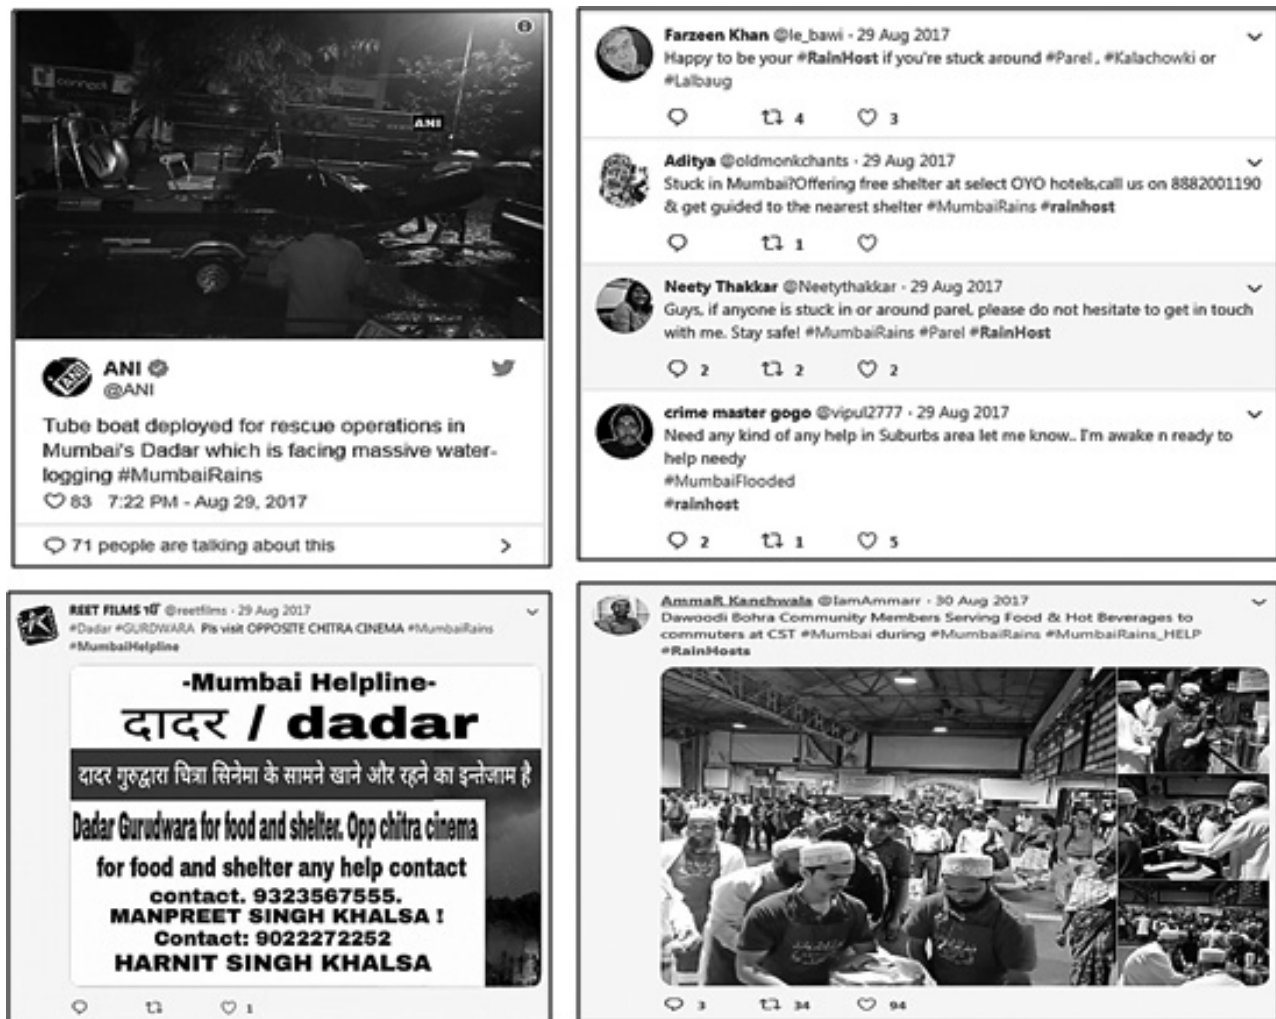 connect
ANI
ANI
ANI
@ANI
Tube boat deployed for rescue operations in
Mumbai's Dadar which is facing massive water-
logging #MumbaiRains
83 7:22 PM - Aug 29, 2017
71 people are talking about this
Farzeen Khan @le_bawi - 29 Aug 2017
Happy to be your #RainHost if you're stuck around #Parel , #Kalachowki or
#Lalbaug
4 3
Aditya @oldmonkchants - 29 Aug 2017
Stuck in Mumbai?Offering free shelter at select OYO hotels,call us on 8882001190
& get guided to the nearest shelter #MumbaiRains #rainhost
1
Neety Thakkar @Neetythakkar - 29 Aug 2017
Guys, if anyone is stuck in or around parel, please do not hesitate to get in touch
with me. Stay safe! #MumbaiRains #Parel #RainHost
2 2 2
crime master gogo @vipul2777 - 29 Aug 2017
Need any kind of any help in Suburbs area let me know.. I'm awake n ready to
help needy
#MumbaiFlooded
#rainhost
2 1 5
REET FILMS ੴ @reetfilms - 29 Aug 2017
#Dadar #GURDWARA Pls visit OPPOSITE CHITRA CINEMA #MumbaiRains
#MumbaiHelpline
-Mumbai Helpline-
दादर / dadar
दादर गुरुद्वारा चित्रा सिनेमा के सामने खाने और रहने का इन्तेजाम है
Dadar Gurudwara for food and shelter. Opp chitra cinema
for food and shelter any help contact
contact. 9323567555.
MANPREET SINGH KHALSA !
Contact: 9022272252
HARNIT SINGH KHALSA
1
AmmaR Kanchwala @IamAmmarr - 30 Aug 2017
Dawoodi Bohra Community Members Serving Food & Hot Beverages to
commuters at CST #Mumbai during #MumbaiRains #MumbaiRains_HELP
#RainHosts
3 34 94